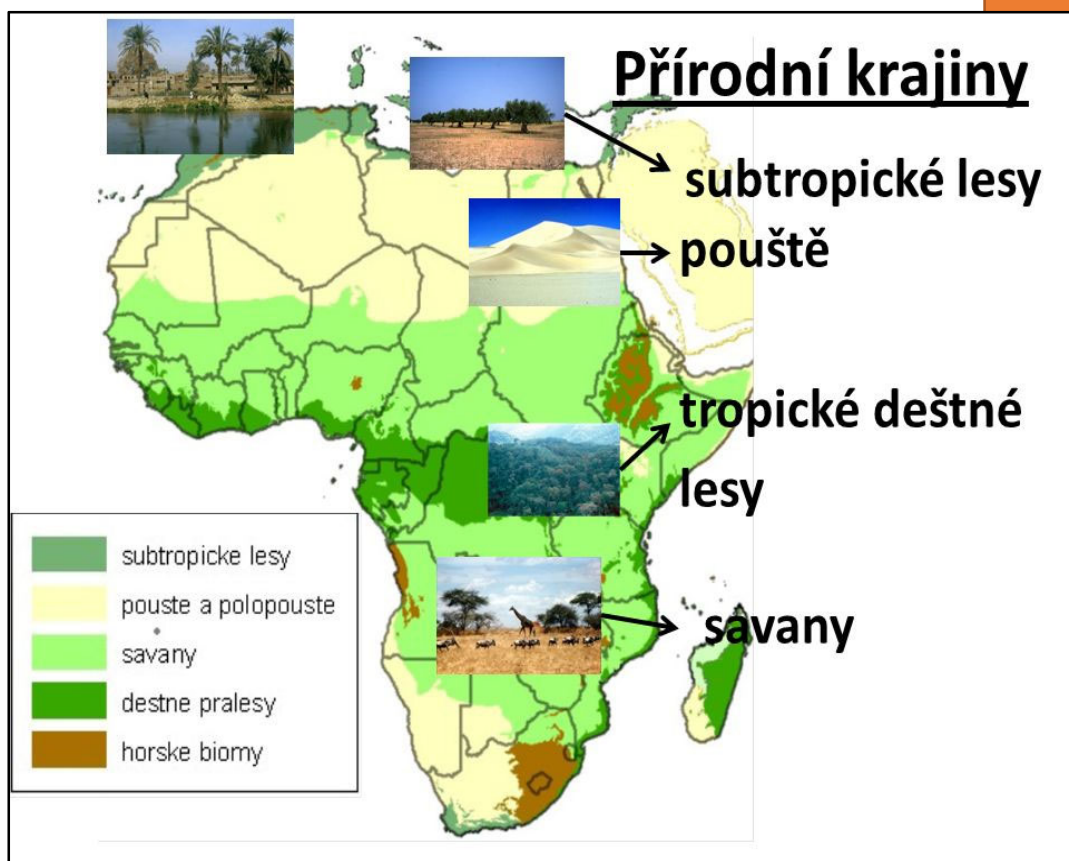 Přírodní krajiny
subtropické lesy
pouště
tropické deštné
lesy
savany
subtropicke lesy
pouste a polopouste
savany
destne pralesy
horske biomy